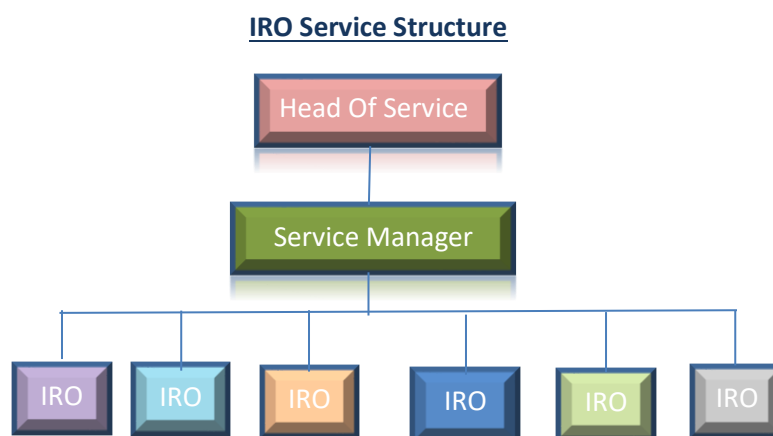 IRO Service Structure
Head Of Service
Service Manager
IRO IRO IRO IRO IRO IRO